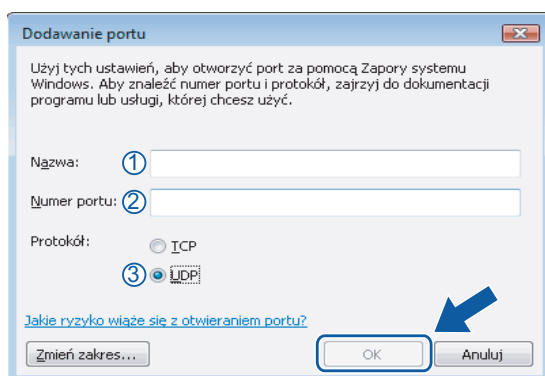 Dodawanie portu
Użyj tych ustawień, aby otworzyć port za pomocą Zapory systemu
Windows. Aby znaleźć numer portu i protokół, zajrzyj do dokumentacji
programu lub usługi, której chcesz użyć.
Nazwa: ①
Numer portu: ②
Protokół: TCP
③ UDP
Jakie ryzyko wiąże się z otwieraniem portu?
Zmień zakres... OK Anuluj